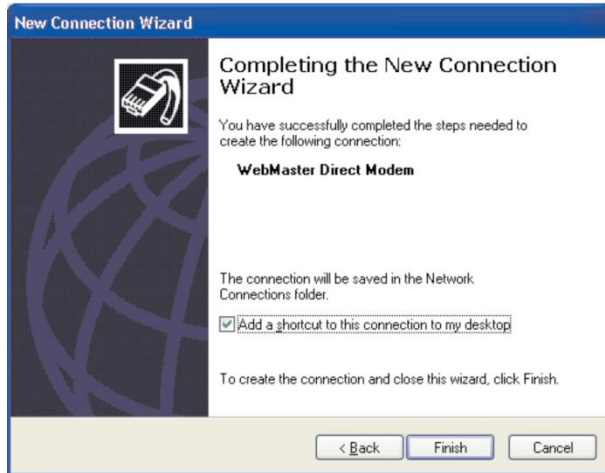 New Connection Wizard
Completing the New Connection
Wizard
You have successfully completed the steps needed to
create the following connection:
WebMaster Direct Modem
The connection will be saved in the Network
Connections folder.
Add a shortcut to this connection to my desktop
To create the connection and close this wizard, click Finish.
< Back Finish Cancel